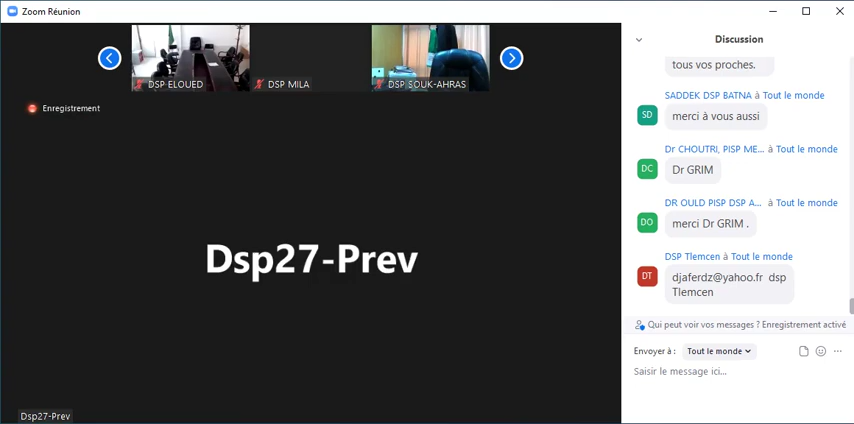 Zoom Réunion
DSP-ELOUED
DSP MILA
DSP SOUK-AHRAS
Enregistrement
Dsp27-Prev
Dsp27-Prev
Discussion
tous vos proches.
SADDEK DSP BATNA à Tout le monde
SD
merci à vous aussi
Dr CHOUTRI, PISP ME... à Tout le monde
DC
Dr GRIM
DR OULD PISP DSP A... à Tout le monde
DO
merci Dr GRIM .
DSP Tlemcen à Tout le monde
DT
djaferdz@yahoo.fr dsp
Tlemcen
Qui peut voir vos messages ? Enregistrement activé
Envoyer à : Tout le monde
Saisir le message ici...